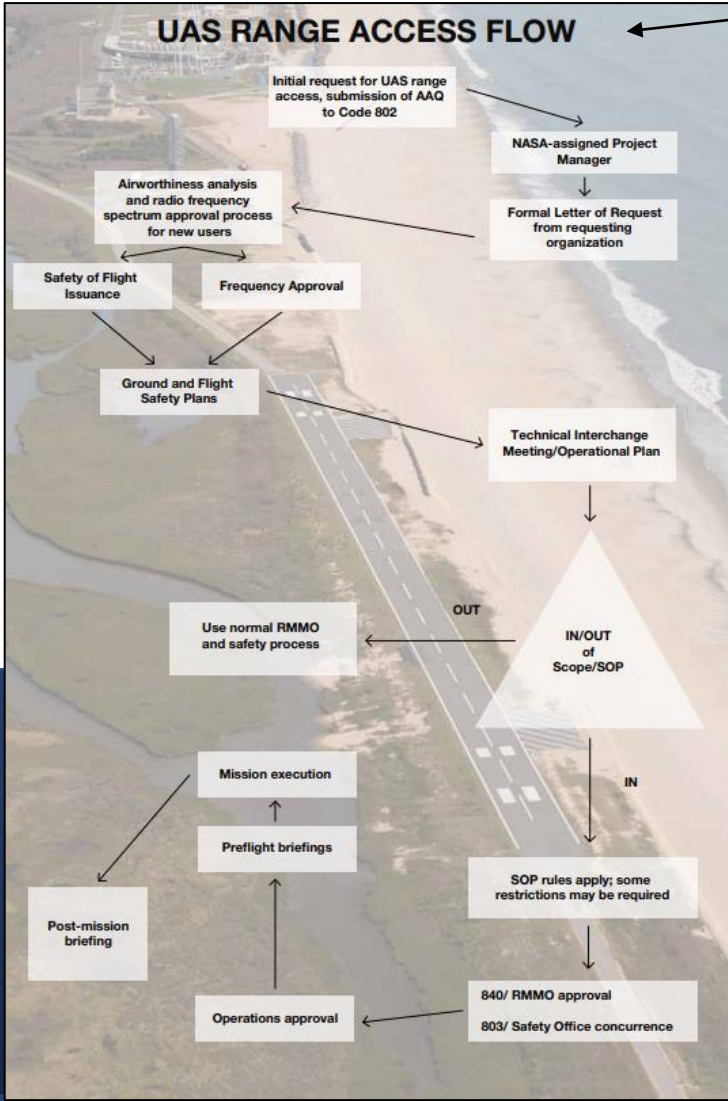 UAS RANGE ACCESS FLOW
Initial request for UAS range
access, submission of AAQ
to Code 802
NASA-assigned Project
Manager
Airworthiness analysis
and radio frequency
spectrum approval process
for new users
Formal Letter of Request
from requesting
organization
Safety of Flight
Issuance
Frequency Approval
Ground and Flight
Safety Plans
Technical Interchange
Meeting/Operational Plan
OUT
Use normal RMMO
and safety process
IN/OUT
of
Scope/SOP
IN
Mission execution
Preflight briefings
SOP rules apply; some
restrictions may be required
Post-mission
briefing
Operations approval
840/ RMMO approval
803/ Safety Office concurrence